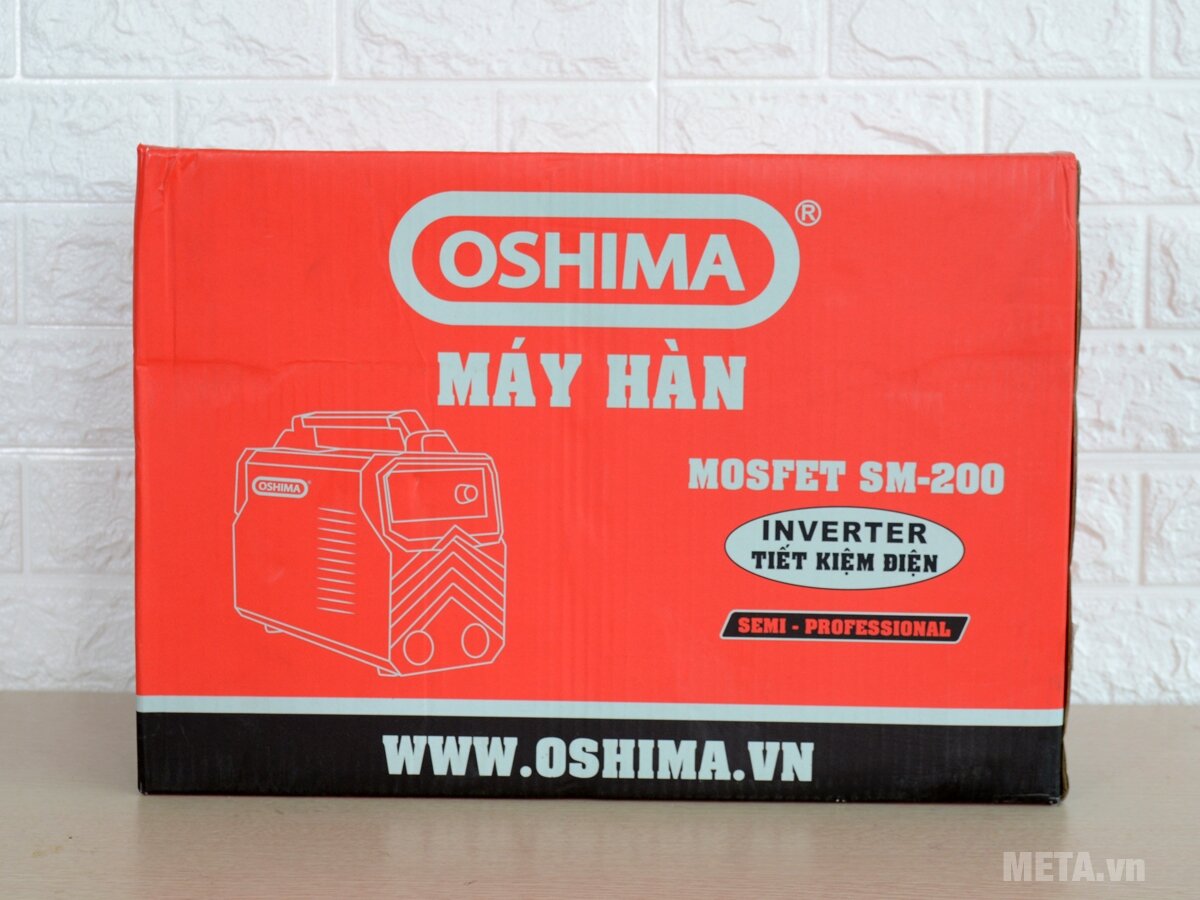 OSHIMA®
MÁY HÀN
MOSFET SM-200
OSHIMA
INVERTER
TIẾT KIỆM ĐIỆN
SEMI - PROFESSIONAL
WWW.OSHIMA.VN
META.vn